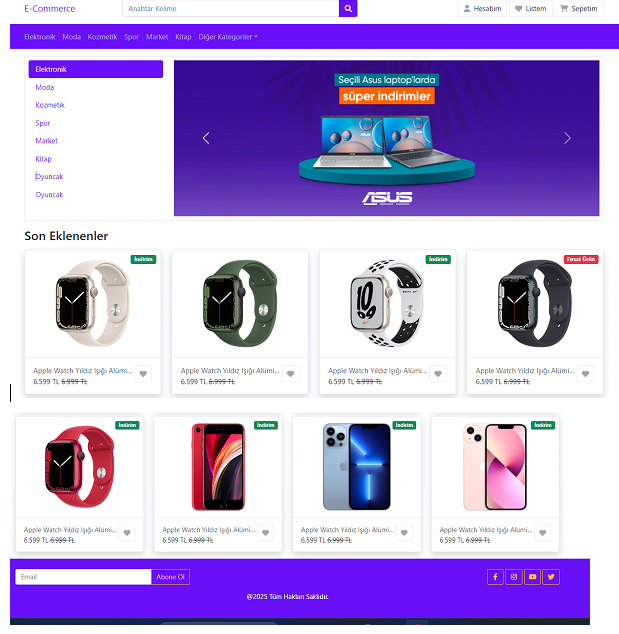 E-Commerce
Anahtar Kelime
Hesabım
Listem
Sepetim
Elektronik Moda Kozmetik Spor Market Kitap Diğer Kategoriler
Elektronik
Moda
Kozmetik
Spor
Market
Kitap
Oyuncak
Oyuncak
Seçili Asus laptop'larda
süper indirimler
ASUS
Son Eklenenler
İndirim
İndirim
Fırsat Ürün
Apple Watch Yıldız Işığı Alümi...
6.599 TL 6.999 TL
Apple Watch Yıldız Işığı Alümi...
6.599 TL 6.999 TL
Apple Watch Yıldız Işığı Alümi...
6.599 TL 6.999 TL
Apple Watch Yıldız Işığı Alümi...
6.599 TL 6.999 TL
İndirim
İndirim
İndirim
İndirim
Apple Watch Yıldız Işığı Alümi...
6.599 TL 6.999 TL
Apple Watch Yıldız Işığı Alümi...
6.599 TL 6.999 TL
Apple Watch Yıldız Işığı Alümi...
6.599 TL 6.999 TL
Apple Watch Yıldız Işığı Alümi...
6.599 TL 6.999 TL
Email
Abone Ol
@2025 Tüm Hakları Saklıdır.